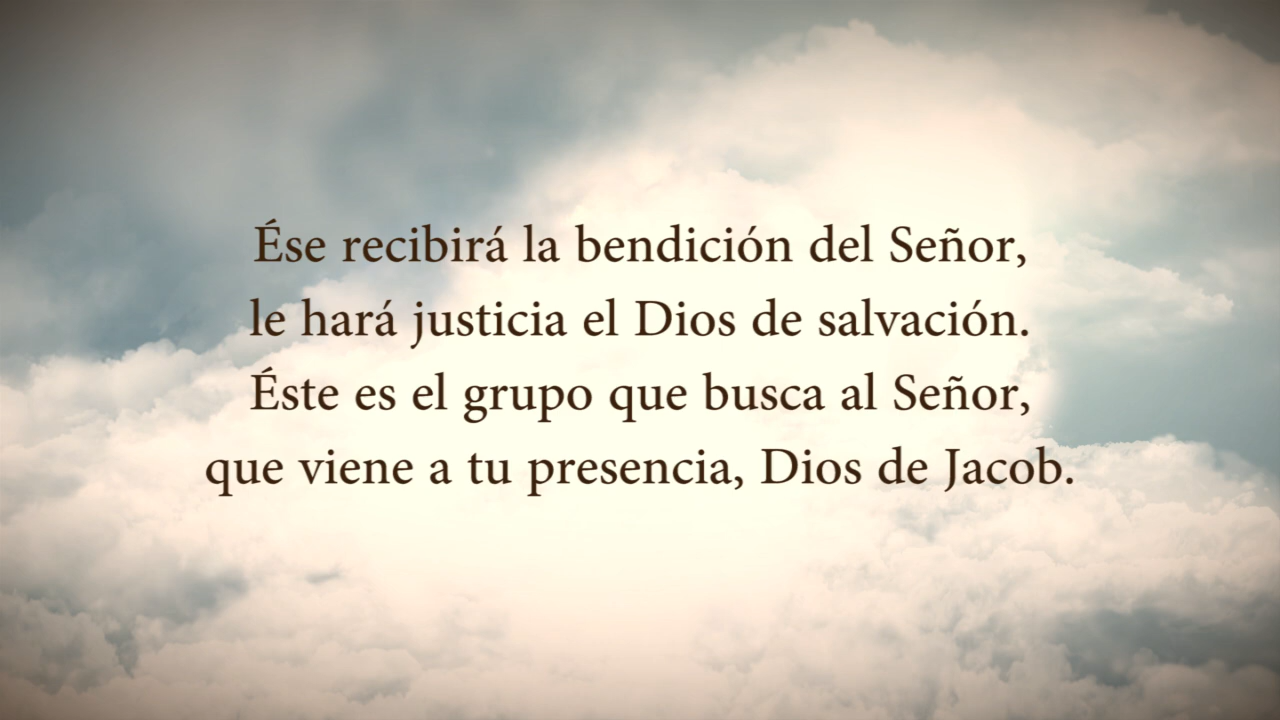 Ése recibirá la bendición del Señor,
le hará justicia el Dios de salvación.
Éste es el grupo que busca al Señor,
que viene a tu presencia, Dios de Jacob.